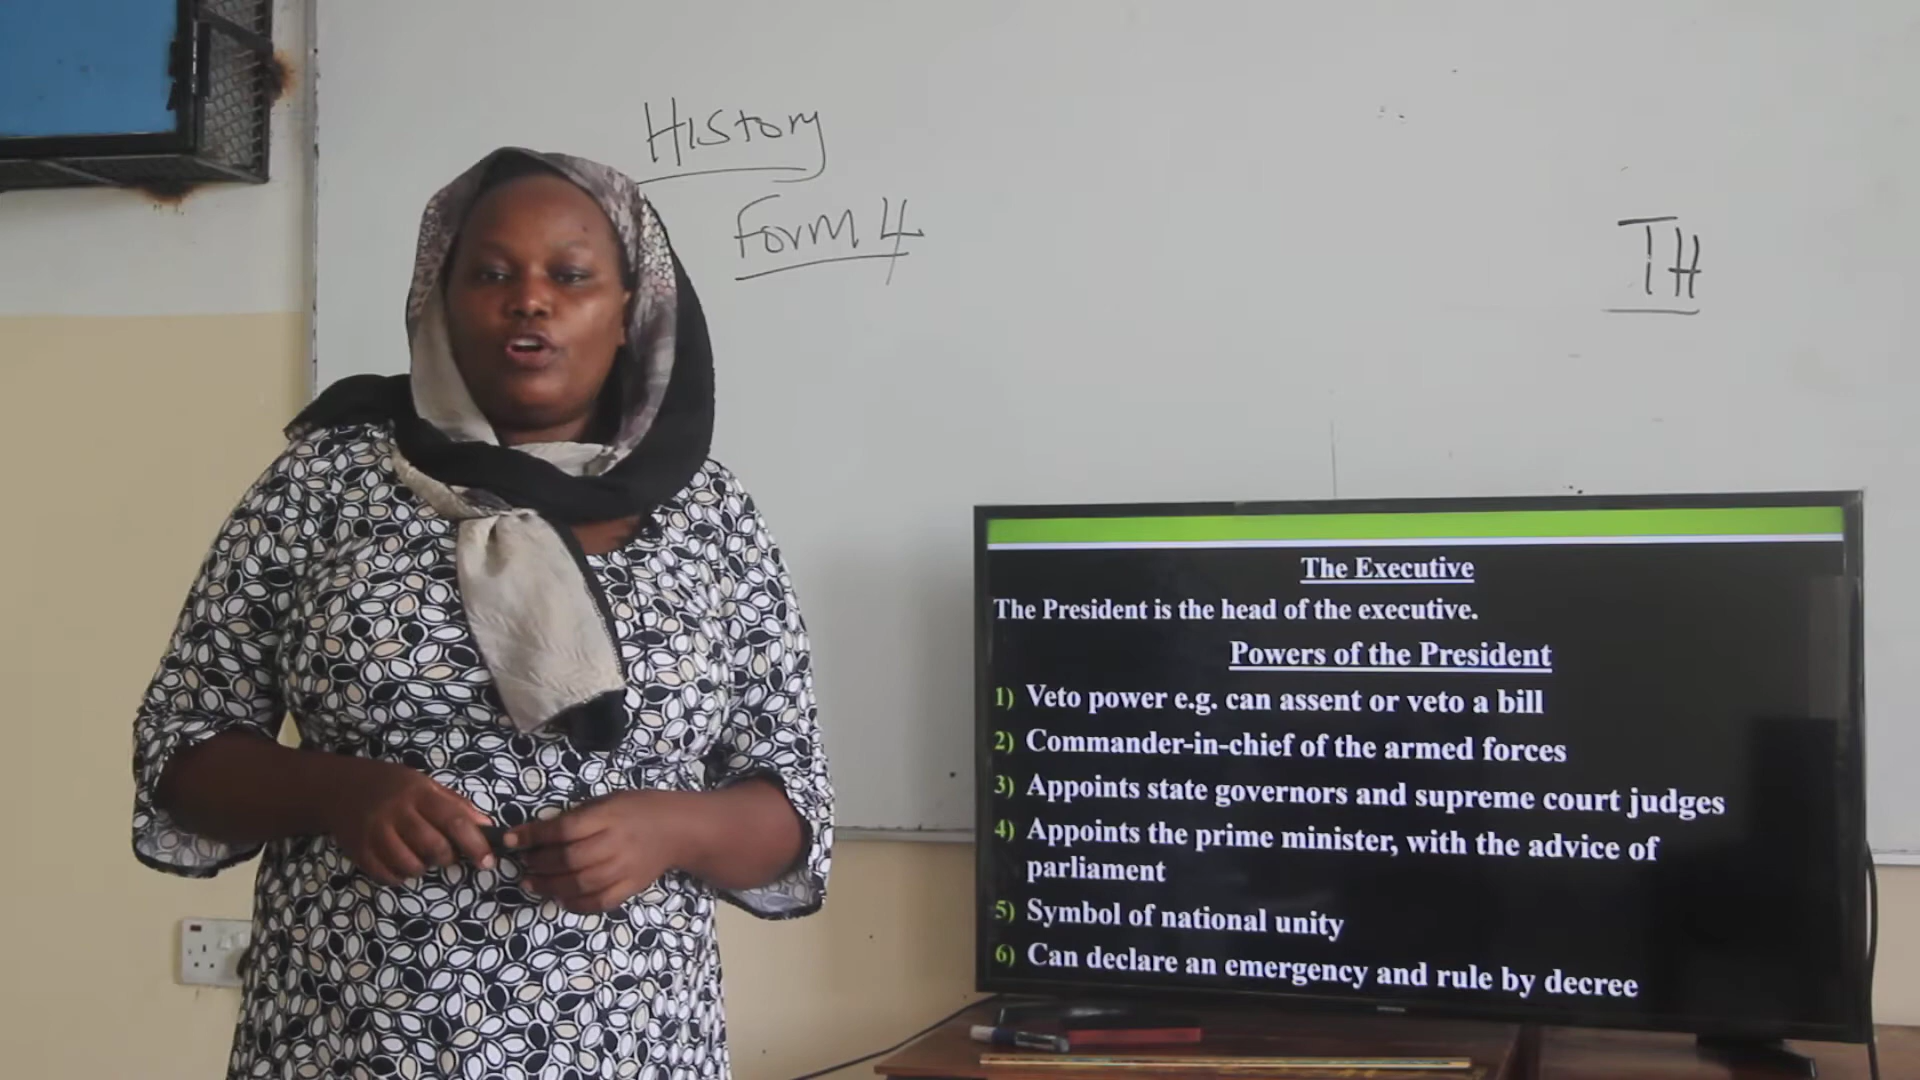 History
Form 4
TH
The Executive
The President is the head of the executive.
Powers of the President
1) Veto power e.g. can assent or veto a bill
2) Commander-in-chief of the armed forces
3) Appoints state governors and supreme court judges
4) Appoints the prime minister, with the advice of
parliament
5) Symbol of national unity
6) Can declare an emergency and rule by decree